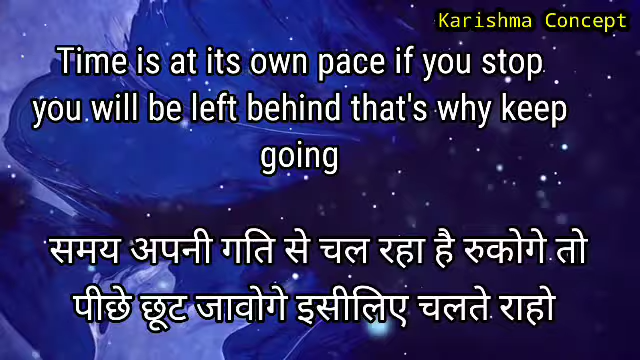 Karishma Concept
Time is at its own pace if you stop
you will be left behind that's why keep
going
समय अपनी गति से चल रहा है रुकोगे तो
पीछे छूट जावोगे इसीलिए चलते राहो